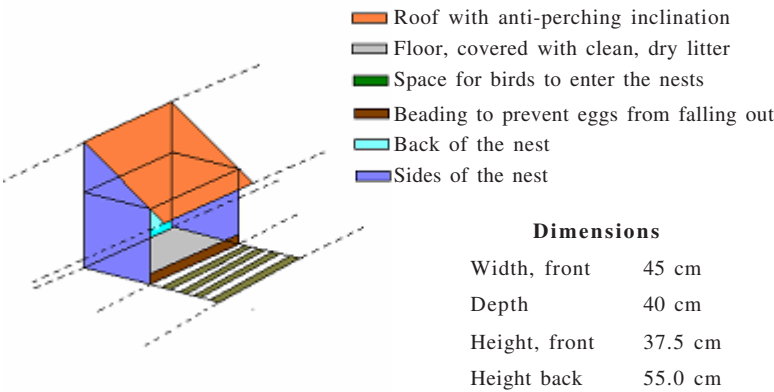 Roof with anti-perching inclination
Floor, covered with clean, dry litter
Space for birds to enter the nests
Beading to prevent eggs from falling out
Back of the nest
Sides of the nest
Dimensions
Width, front 45 cm
Depth 40 cm
Height, front 37.5 cm
Height back 55.0 cm